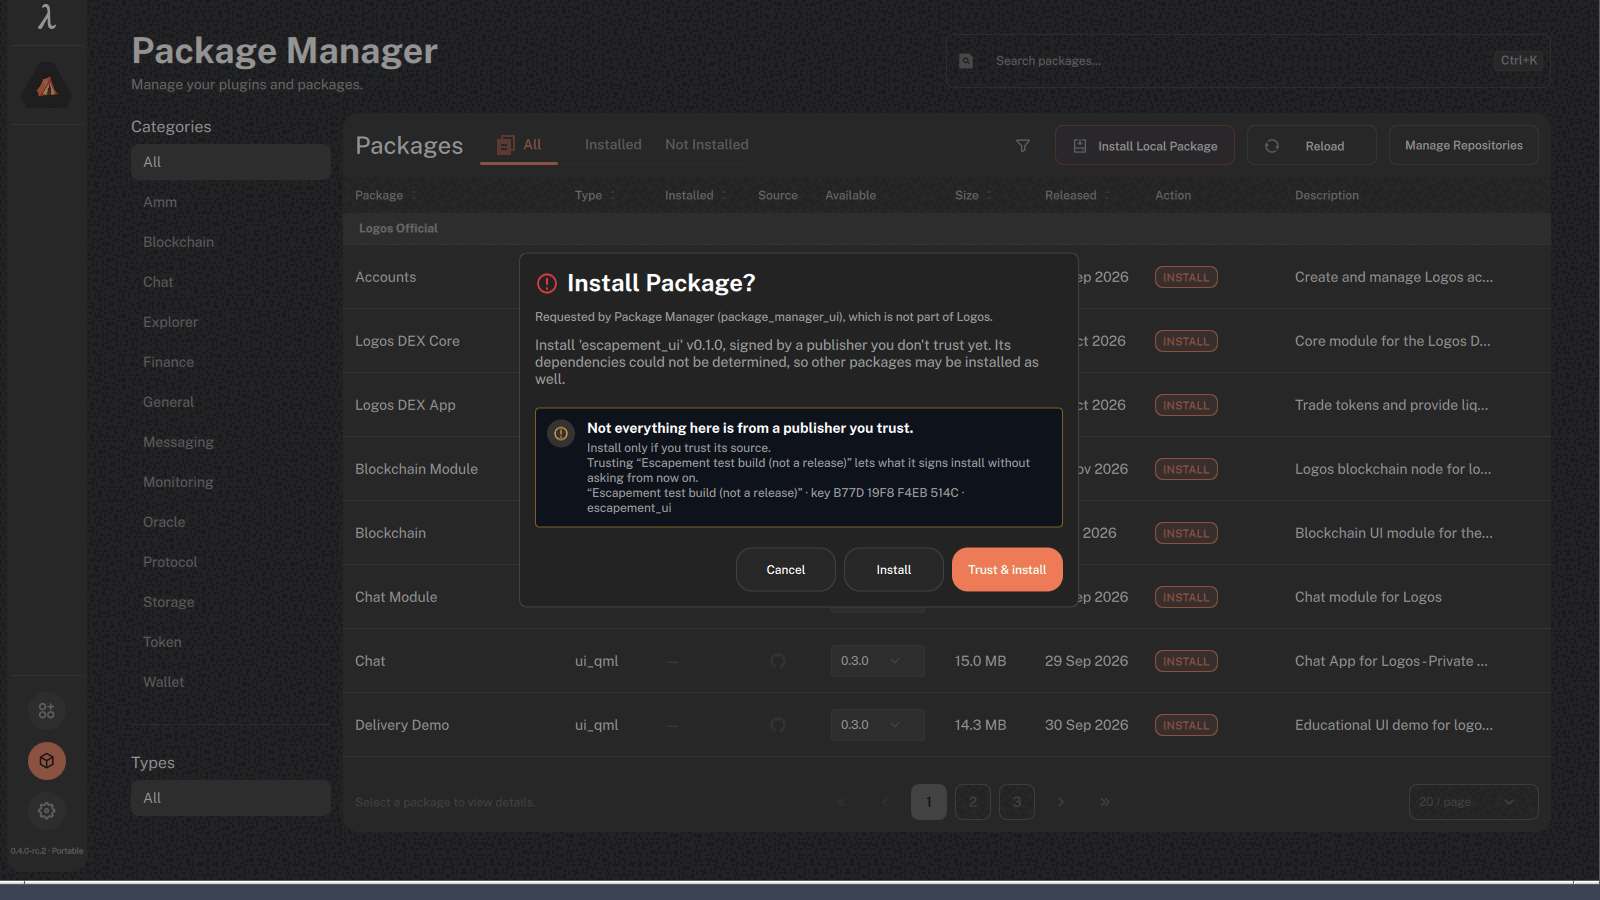 λ
Package Manager
Manage your plugins and packages.
Search packages...
Ctrl+K
Categories
All
Amm
Blockchain
Chat
Explorer
Finance
General
Messaging
Monitoring
Oracle
Protocol
Storage
Token
Wallet
Types
All
0.4.0-rc.2 · Portable
Packages
All
Installed
Not Installed
Install Local Package
Reload
Manage Repositories
Package Type Installed Source Available Size Released Action Description
Logos Official
Accounts ep 2026 INSTALL Create and manage Logos ac...
Logos DEX Core ct 2026 INSTALL Core module for the Logos D...
Logos DEX App ct 2026 INSTALL Trade tokens and provide liq...
Blockchain Module ov 2026 INSTALL Logos blockchain node for lo...
Blockchain 2026 INSTALL Blockchain UI module for the...
Chat Module ep 2026 INSTALL Chat module for Logos
Chat ui_qml — 0.3.0 15.0 MB 29 Sep 2026 INSTALL Chat App for Logos - Private ...
Delivery Demo ui_qml — 0.3.0 14.3 MB 30 Sep 2026 INSTALL Educational UI demo for logo...
Select a package to view details.
« ‹ 1 2 3 › »
20 / page
Install Package?
Requested by Package Manager (package_manager_ui), which is not part of Logos.
Install 'escapement_ui' v0.1.0, signed by a publisher you don't trust yet. Its
dependencies could not be determined, so other packages may be installed as
well.
Not everything here is from a publisher you trust.
Install only if you trust its source.
Trusting “Escapement test build (not a release)” lets what it signs install without
asking from now on.
“Escapement test build (not a release)” · key B77D 19F8 F4EB 514C ·
escapement_ui
Cancel
Install
Trust & install